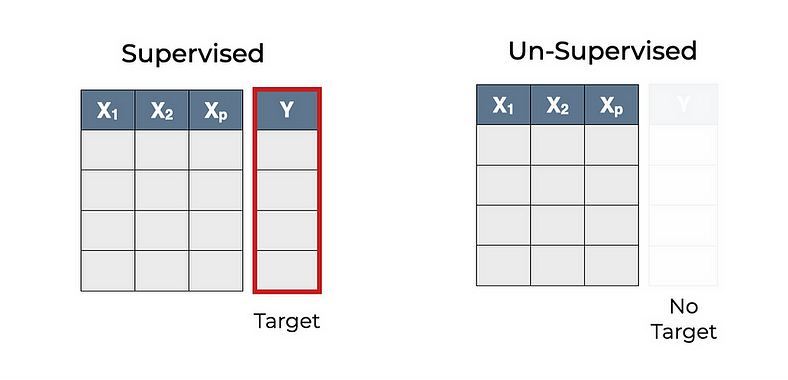 Supervised
X₁ X₂ Xₚ Y
Target
Un-Supervised
X₁ X₂ Xₚ Y
No
Target